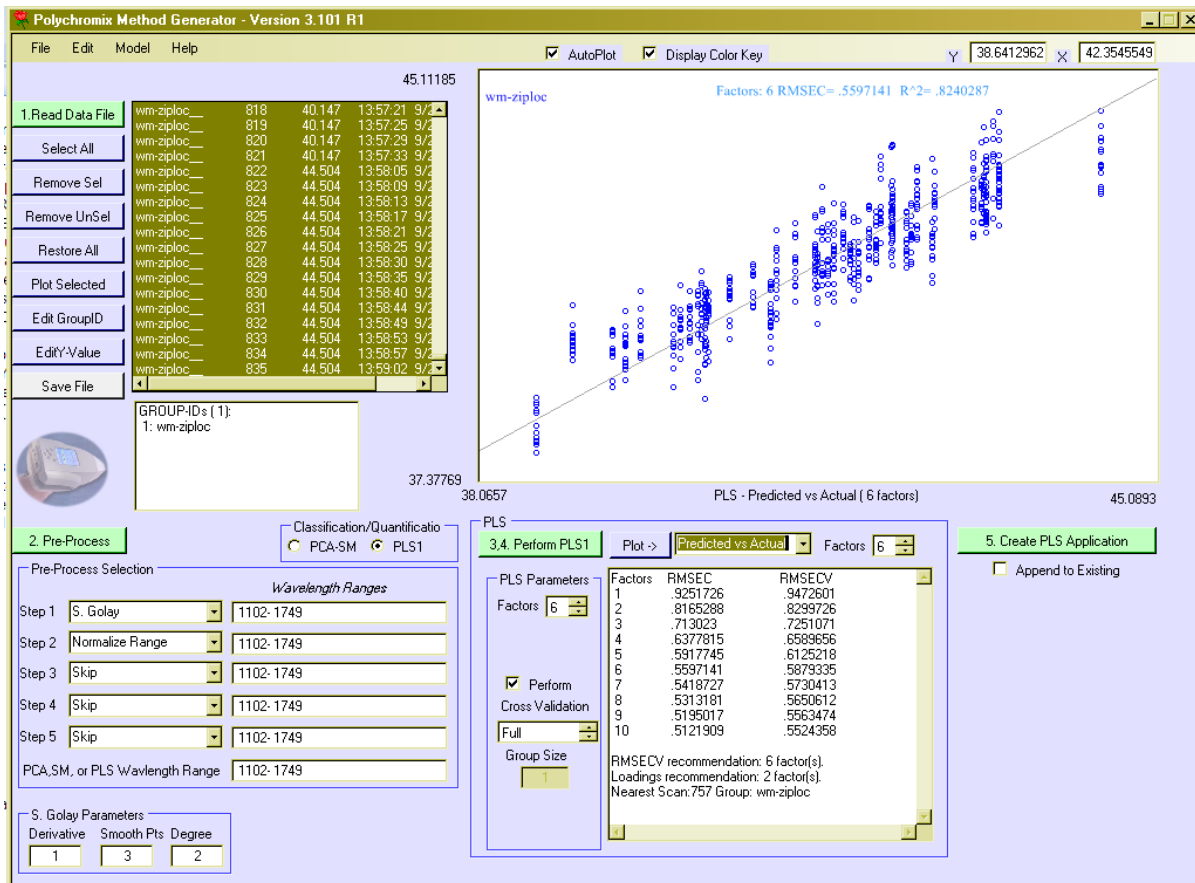 Polychromix Method Generator - Version 3.101 R1
File Edit Model Help
AutoPlot Display Color Key Y 38.6412962 X 42.3545549
1.Read Data File
Select All
Remove Sel
Remove UnSel
Restore All
Plot Selected
Edit GroupID
EditY-Value
Save File
wm-ziploc__ 818 40.147 13:57:21 9/2
wm-ziploc__ 819 40.147 13:57:25 9/2
wm-ziploc__ 820 40.147 13:57:29 9/2
wm-ziploc__ 821 40.147 13:57:33 9/2
wm-ziploc__ 822 44.504 13:58:05 9/2
wm-ziploc__ 823 44.504 13:58:09 9/2
wm-ziploc__ 824 44.504 13:58:13 9/2
wm-ziploc__ 825 44.504 13:58:17 9/2
wm-ziploc__ 826 44.504 13:58:21 9/2
wm-ziploc__ 827 44.504 13:58:25 9/2
wm-ziploc__ 828 44.504 13:58:30 9/2
wm-ziploc__ 829 44.504 13:58:35 9/2
wm-ziploc__ 830 44.504 13:58:40 9/2
wm-ziploc__ 831 44.504 13:58:44 9/2
wm-ziploc__ 832 44.504 13:58:49 9/2
wm-ziploc__ 833 44.504 13:58:53 9/2
wm-ziploc__ 834 44.504 13:58:57 9/2
wm-ziploc__ 835 44.504 13:59:02 9/2
GROUP-IDs ( 1):
1: wm-ziploc
45.11185
wm-ziploc
Factors: 6 RMSEC= .5597141 R^2= .8240287
37.37769
38.0657
PLS - Predicted vs Actual ( 6 factors)
45.0893
2. Pre-Process
Classification/Quantificatio
PCA-SM PLS1
Pre-Process Selection
Wavelength Ranges
Step 1 S. Golay 1102- 1749
Step 2 Normalize Range 1102- 1749
Step 3 Skip 1102- 1749
Step 4 Skip 1102- 1749
Step 5 Skip 1102- 1749
PCA,SM, or PLS Wavlength Range 1102- 1749
S. Golay Parameters
Derivative Smooth Pts Degree
1 3 2
PLS
3,4. Perform PLS1 Plot -> Predicted vs Actual Factors 6
PLS Parameters
Factors 6
Perform
Cross Validation
Full
Group Size
1
Factors RMSEC RMSECV
1 .9251726 .9472601
2 .8165288 .8299726
3 .713023 .7251071
4 .6377815 .6589656
5 .5917745 .6125218
6 .5597141 .5879335
7 .5418727 .5730413
8 .5313181 .5650612
9 .5195017 .5563474
10 .5121909 .5524358
RMSECV recommendation: 6 factor(s).
Loadings recommendation: 2 factor(s).
Nearest Scan:757 Group: wm-ziploc
5. Create PLS Application
Append to Existing